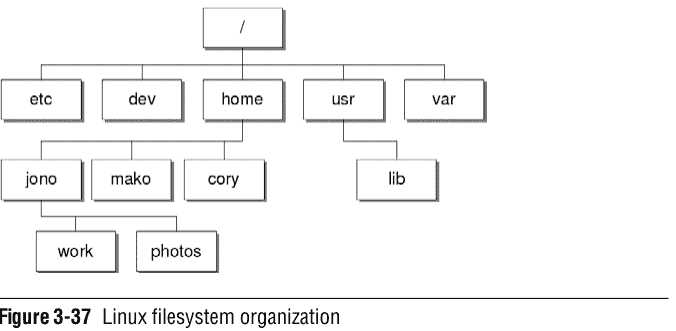 /
etc dev home usr var
jono mako cory lib
work photos
Figure 3-37 Linux filesystem organization